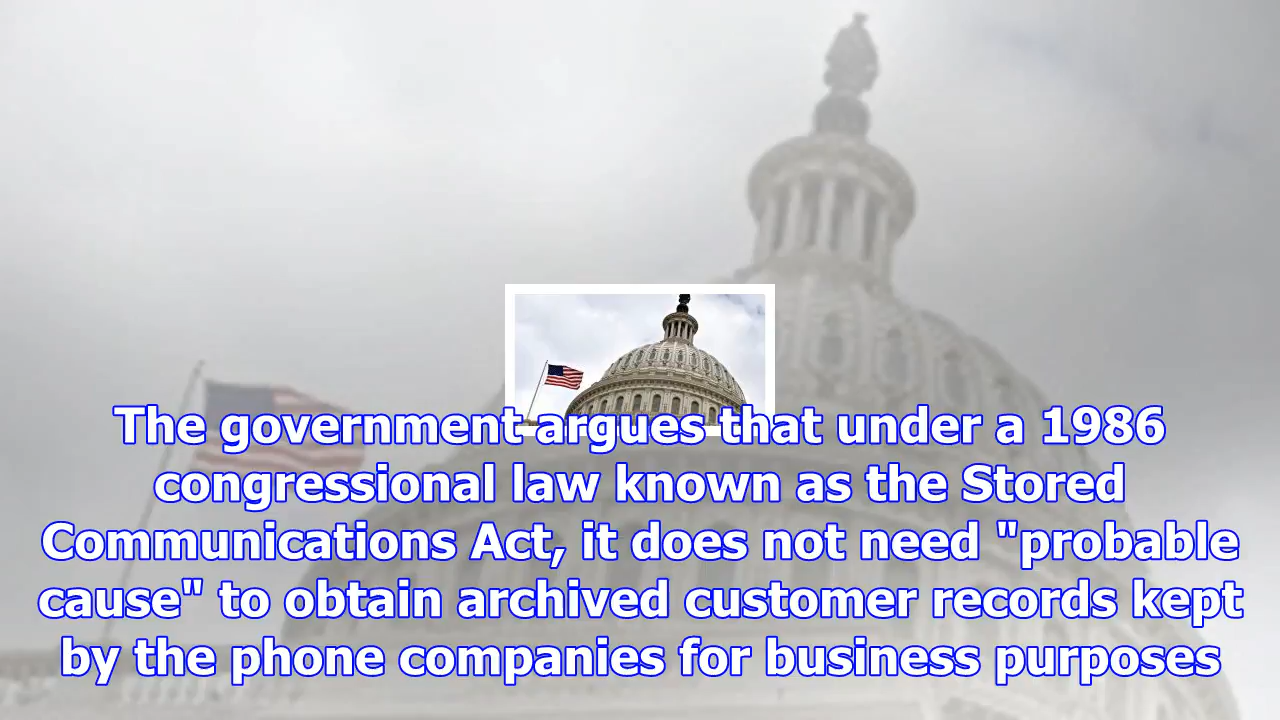 The government argues that under a 1986
congressional law known as the Stored
Communications Act, it does not need "probable
cause" to obtain archived customer records kept
by the phone companies for business purposes